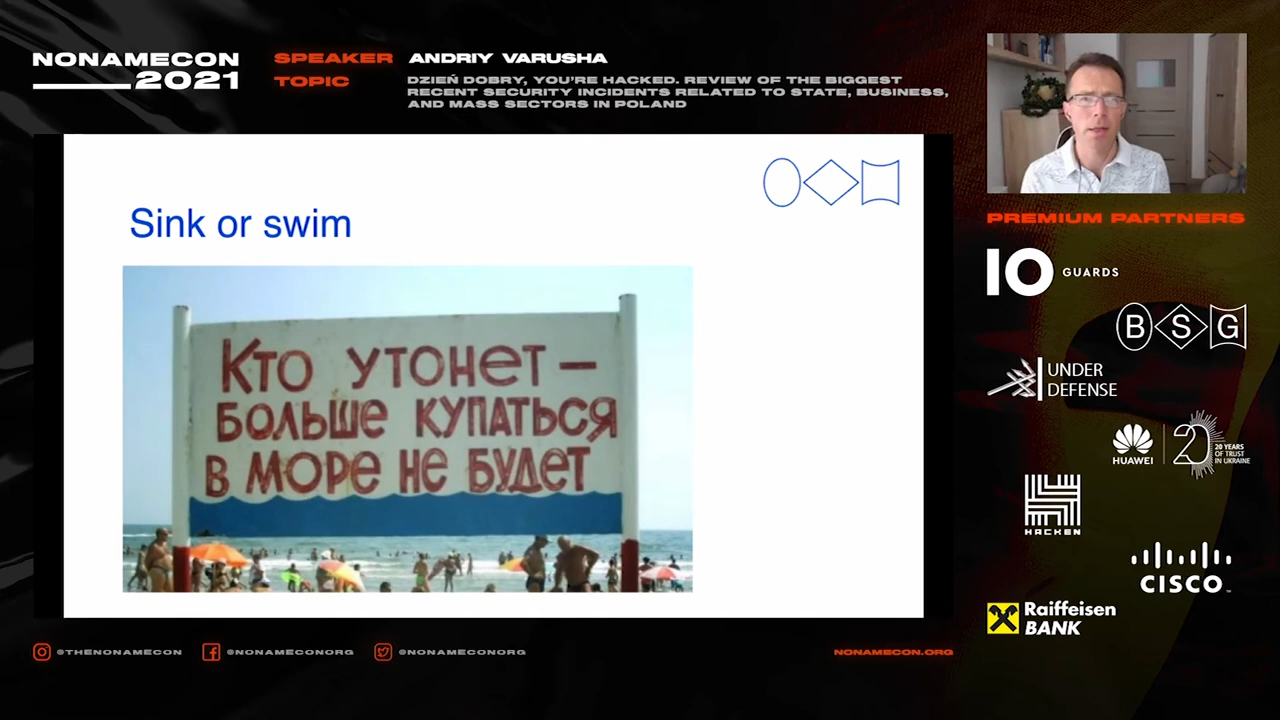 NONAMECON
2021
SPEAKER ANDRIY VARUSHA
TOPIC DZIEŃ DOBRY, YOU'RE HACKED. REVIEW OF THE BIGGEST
RECENT SECURITY INCIDENTS RELATED TO STATE, BUSINESS,
AND MASS SECTORS IN POLAND
Sink or swim
Кто утонет –
больше купаться
в море не будет
PREMIUM PARTNERS
IO GUARDS
BSG
UNDER
DEFENSE
HUAWEI
20 YEARS
OF TRUST
IN UKRAINE
HACKEN
CISCO
Raiffeisen
BANK
@THENONAMECON @NONAMECONORG @NONAMECONORG
NONAMECON.ORG